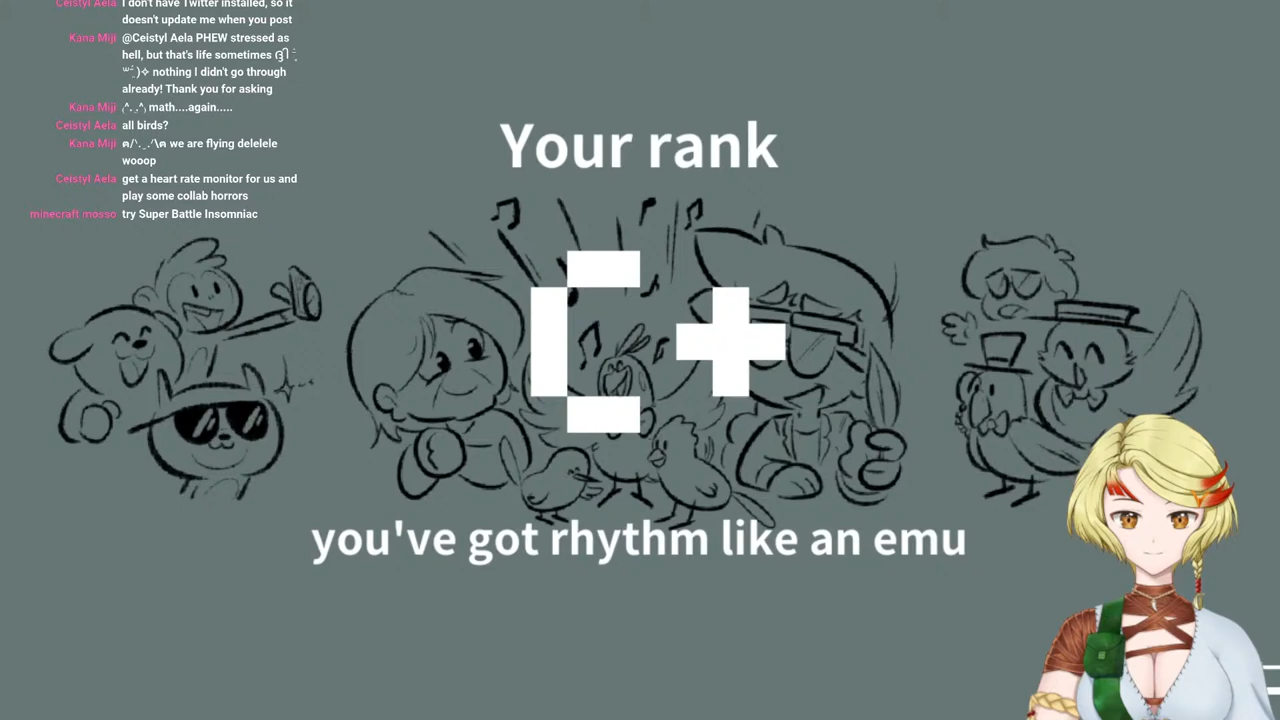 Ceistyl Aela I don't have Twitter installed, so it
doesn't update me when you post
Kana Miji @Ceistyl Aela PHEW stressed as
hell, but that's life sometimes
nothing I didn't go through
already! Thank you for asking
Kana Miji math....again.....
Ceistyl Aela all birds?
Kana Miji we are flying delelele
wooop
Ceistyl Aela get a heart rate monitor for us and
play some collab horrors
minecraft mosso try Super Battle Insomniac
Your rank
C+
you've got rhythm like an emu